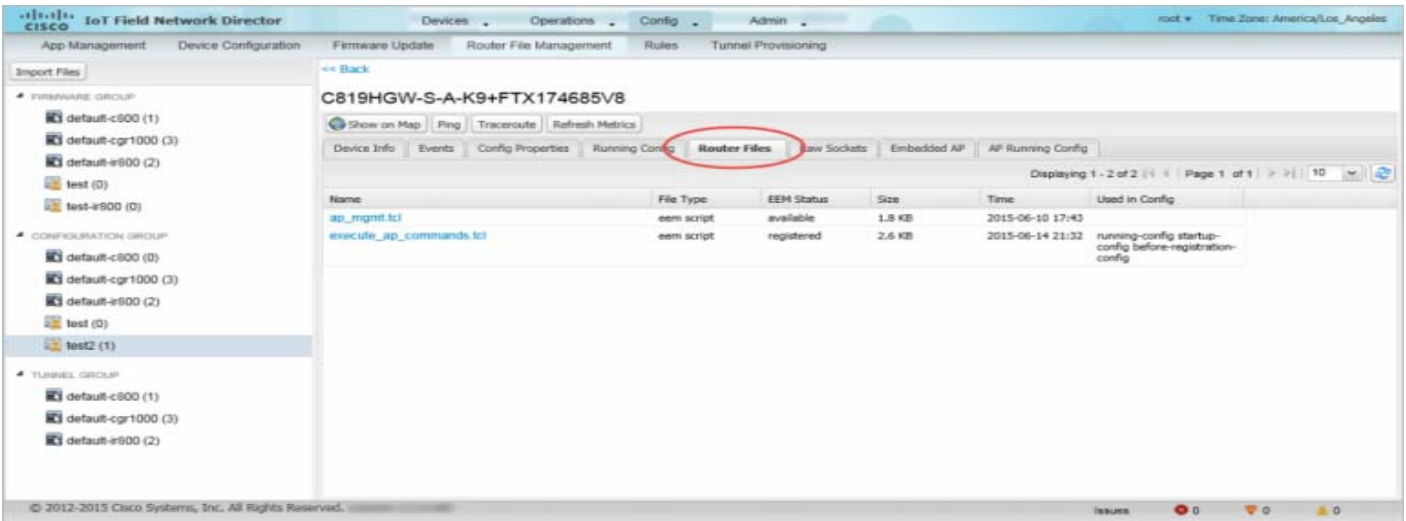 CISCO IoT Field Network Director
Devices Operations Config Admin
root Time Zone: America/Los_Angeles
App Management Device Configuration Firmware Update Router File Management Rules Tunnel Provisioning
Import Files
FIRMWARE GROUP
default-c800 (1)
default-cgr1000 (3)
default-ir800 (2)
test (0)
test-ir800 (0)
CONFIGURATION GROUP
default-c800 (0)
default-cgr1000 (3)
default-ir800 (2)
test (0)
test2 (1)
TUNNEL GROUP
default-c800 (1)
default-cgr1000 (3)
default-ir800 (2)
<< Back
C819HGW-S-A-K9+FTX174685V8
Show on Map Ping Traceroute Refresh Metrics
Device Info Events Config Properties Running Config Router Files Raw Sockets Embedded AP AP Running Config
Displaying 1 - 2 of 2 Page 1 of 1 10
Name File Type EEM Status Size Time Used in Config
ap_mgmt.tcl eem script available 1.8 KB 2015-06-10 17:43
execute_ap_commands.tcl eem script registered 2.6 KB 2015-06-14 21:32 running-config startup-
config before-registration-
config
© 2012-2015 Cisco Systems, Inc. All Rights Reserved.
Issues 0 0 0